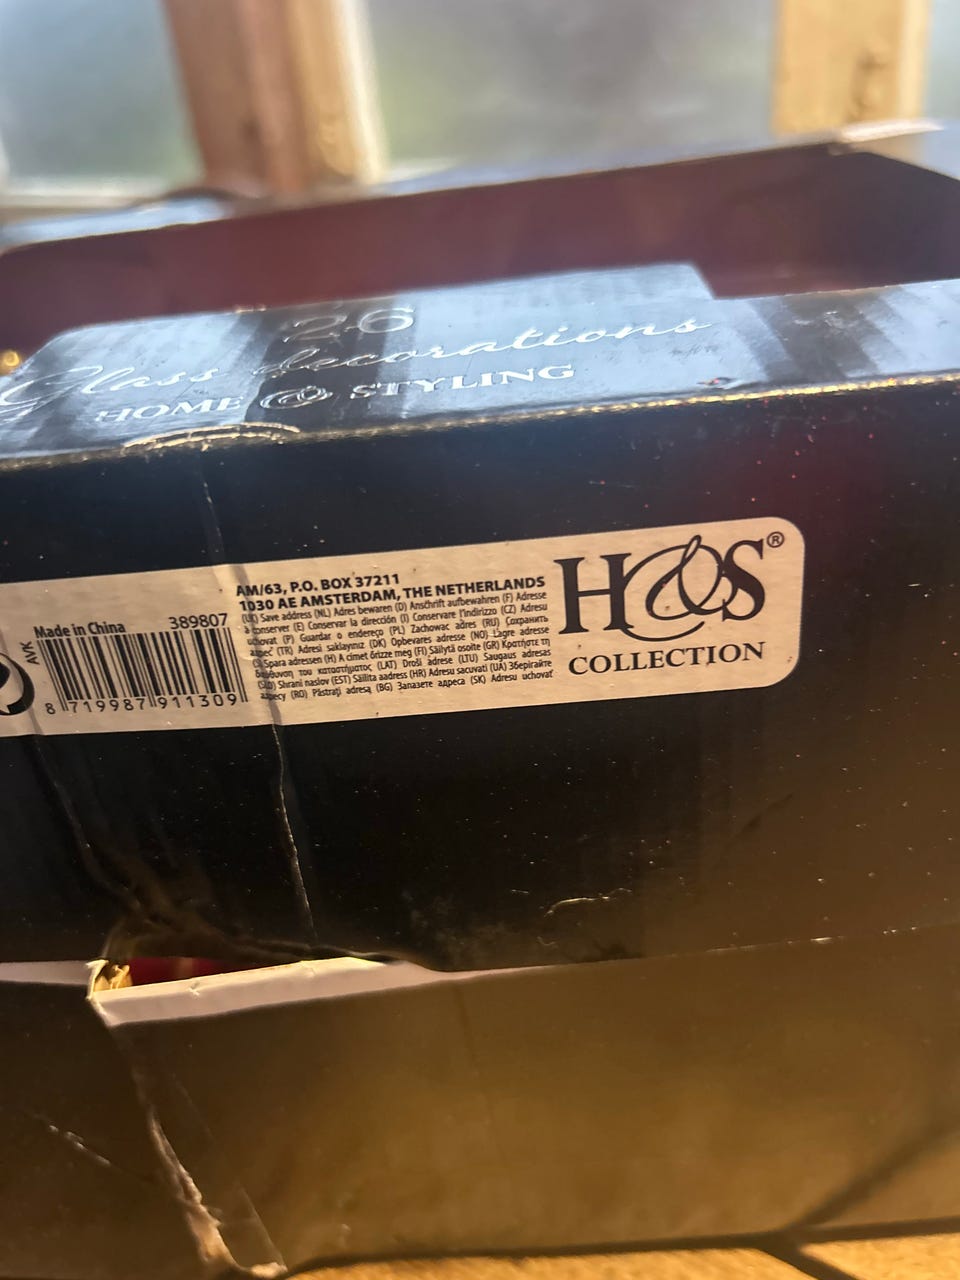 26
Glass decorations
HOME & STYLING
AM/63, P.O. BOX 37211
1030 AE AMSTERDAM, THE NETHERLANDS
Save address (NL) Adres bewaren (D) Anschrift aufbewahren (F) Adresse
à conserver (E) Conservar la dirección (I) Conservare l'indirizzo (CZ) Adresu
uchovat (P) Guardar o endereço (PL) Zachowac adres (RU) Сохранить
адрес (TR) Adresi saklayınız (DK) Opbevares adresse (NO) Lagre adresse
Spara adressen (H) A címet őrizze meg (FI) Säilytä osoite (GR) Κρατήστε τη
διεύθυνση του καταστήματος (LAT) Droši adrese (LTU) Saugaus adresas
Shrani naslov (EST) Säilita aadress (HR) Adresu sacuvati (UA) Зберігайте
адресу (RO) Păstraţi adresa (BG) Запазете адреса (SK) Adresu uchovať
Made in China 389807
AVK
8 719987 911309
H&S®
COLLECTION